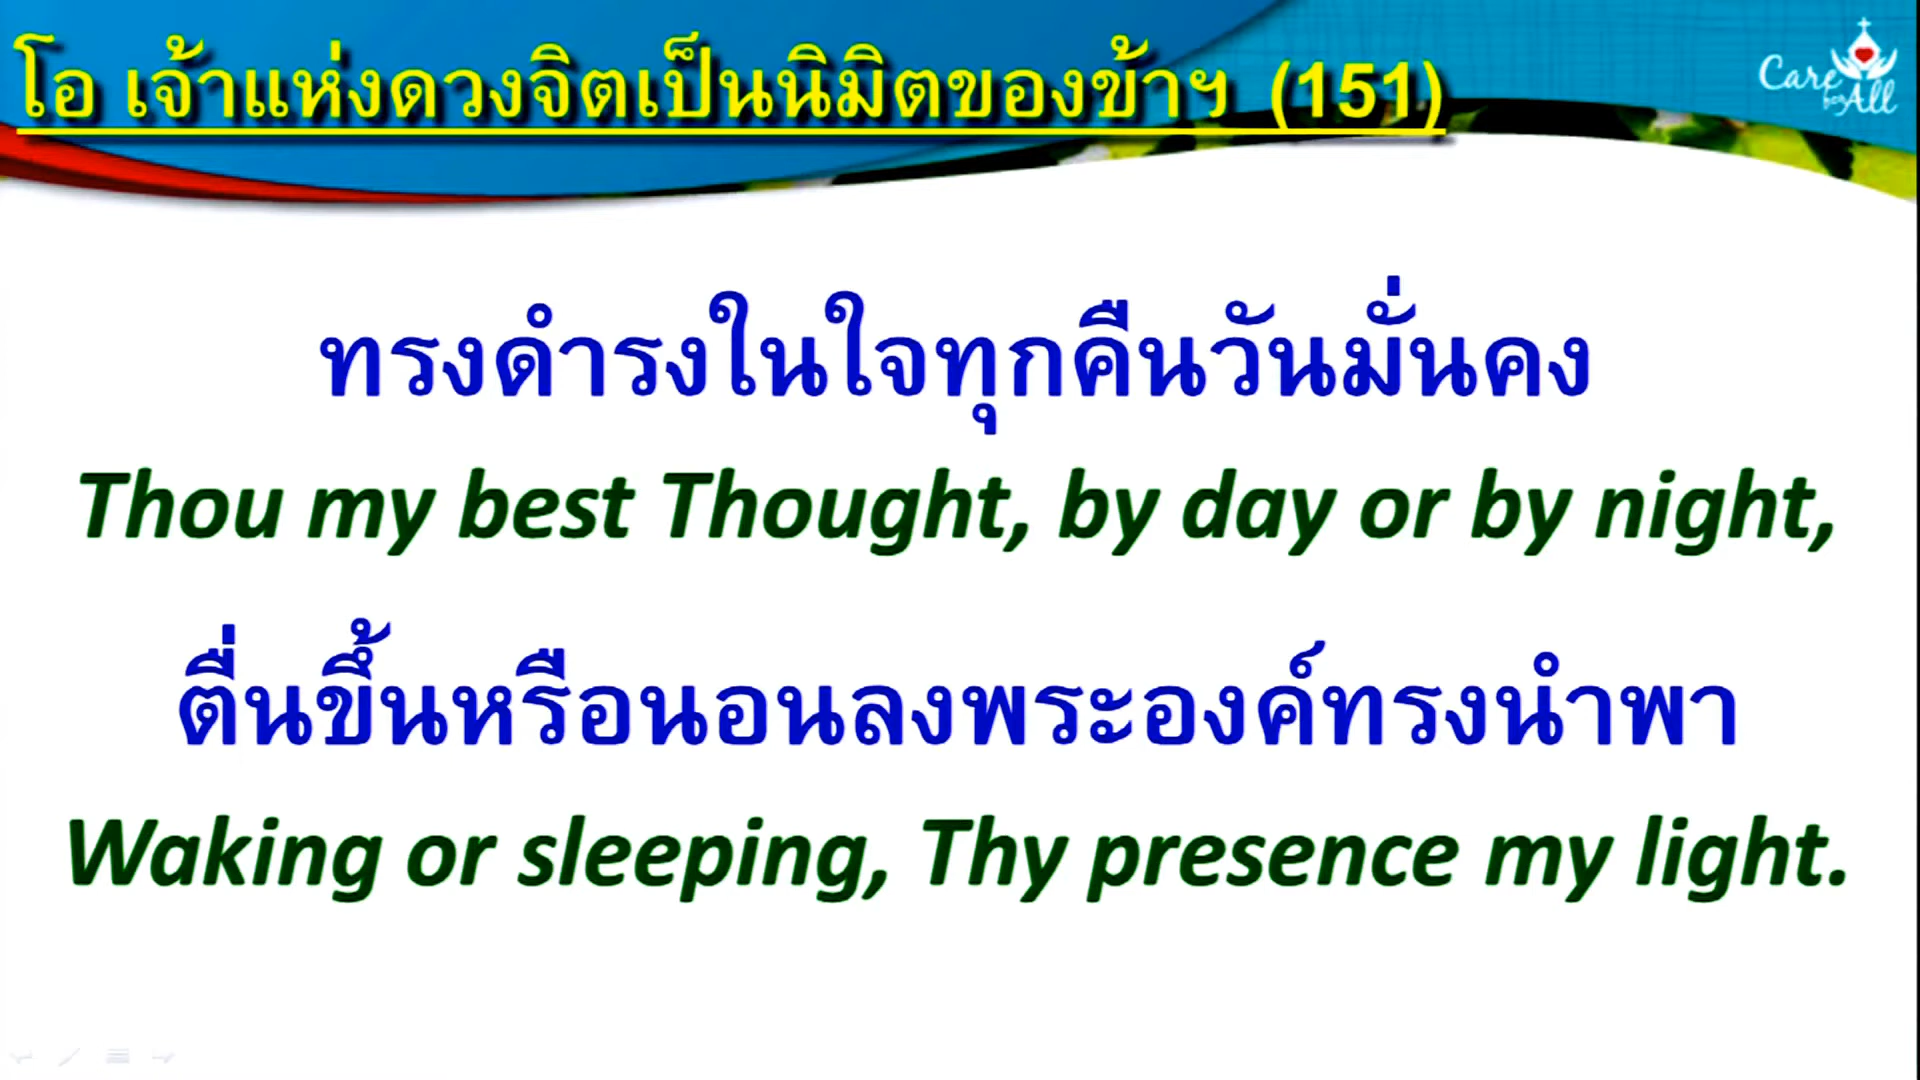 โอ เจ้าแห่งดวงจิตเป็นนิมิตของข้าฯ (151)
Care
for All
ทรงดำรงในใจทุกคืนวันมั่นคง
Thou my best Thought, by day or by night,
ตื่นขึ้นหรือนอนลงพระองค์ทรงนำพา
Waking or sleeping, Thy presence my light.